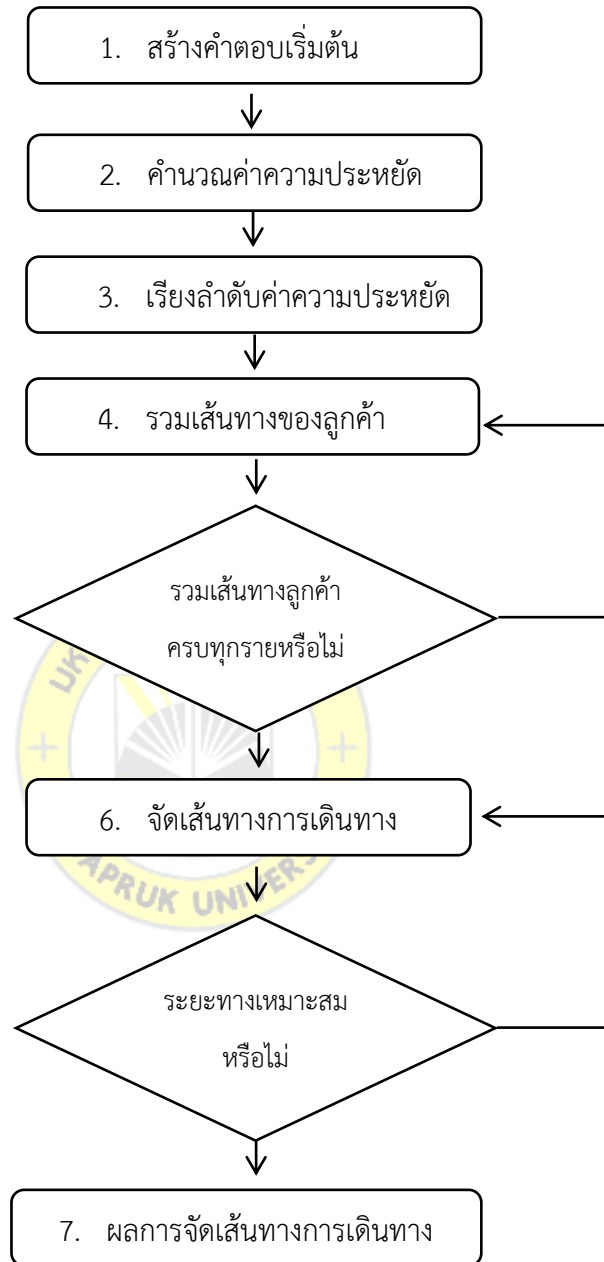 1. สร้างคำตอบเริ่มต้น
2. คำนวณค่าความประหยัด
3. เรียงลำดับค่าความประหยัด
4. รวมเส้นทางของลูกค้า
รวมเส้นทางลูกค้า
ครบทุกรายหรือไม่
6. จัดเส้นทางการเดินทาง
APRUK UNIVERS
ระยะทางเหมาะสม
หรือไม่
7. ผลการจัดเส้นทางการเดินทาง